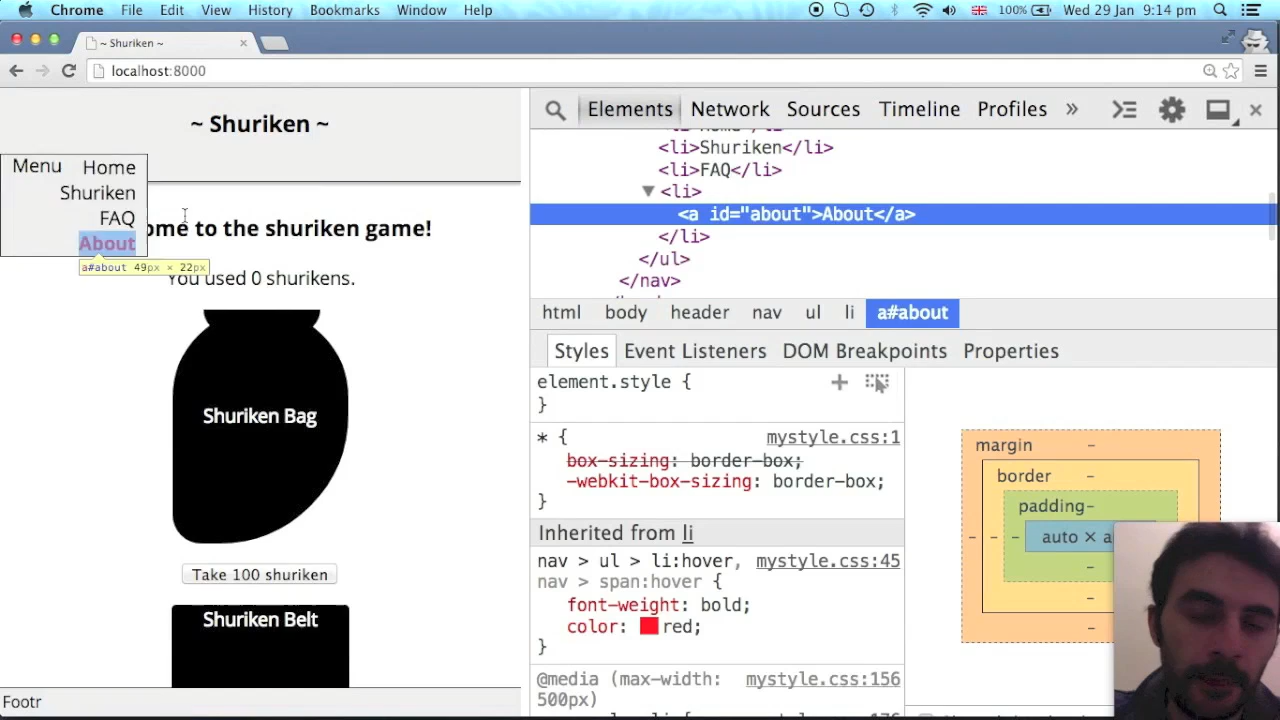 Chrome File Edit View History Bookmarks Window Help 100% Wed 29 Jan 9:14 pm
~ Shuriken ~
localhost:8000
~ Shuriken ~
Menu Home
Shuriken
FAQ
About
a#about 49px × 22px
ome to the shuriken game!
You used 0 shurikens.
Shuriken Bag
Take 100 shuriken
Shuriken Belt
Footr
Elements Network Sources Timeline Profiles »
<li>Shuriken</li>
<li>FAQ</li>
<li>
<a id="about">About</a>
</li>
</ul>
</nav>
html body header nav ul li a#about
Styles Event Listeners DOM Breakpoints Properties
element.style {
}
* { mystyle.css:1
box-sizing: border-box;
-webkit-box-sizing: border-box;
}
Inherited from li
nav > ul > li:hover, mystyle.css:45
nav > span:hover {
font-weight: bold;
color: red;
}
@media (max-width: mystyle.css:156
500px)
margin –
border –
padding–
– – – auto × a
–
–
–